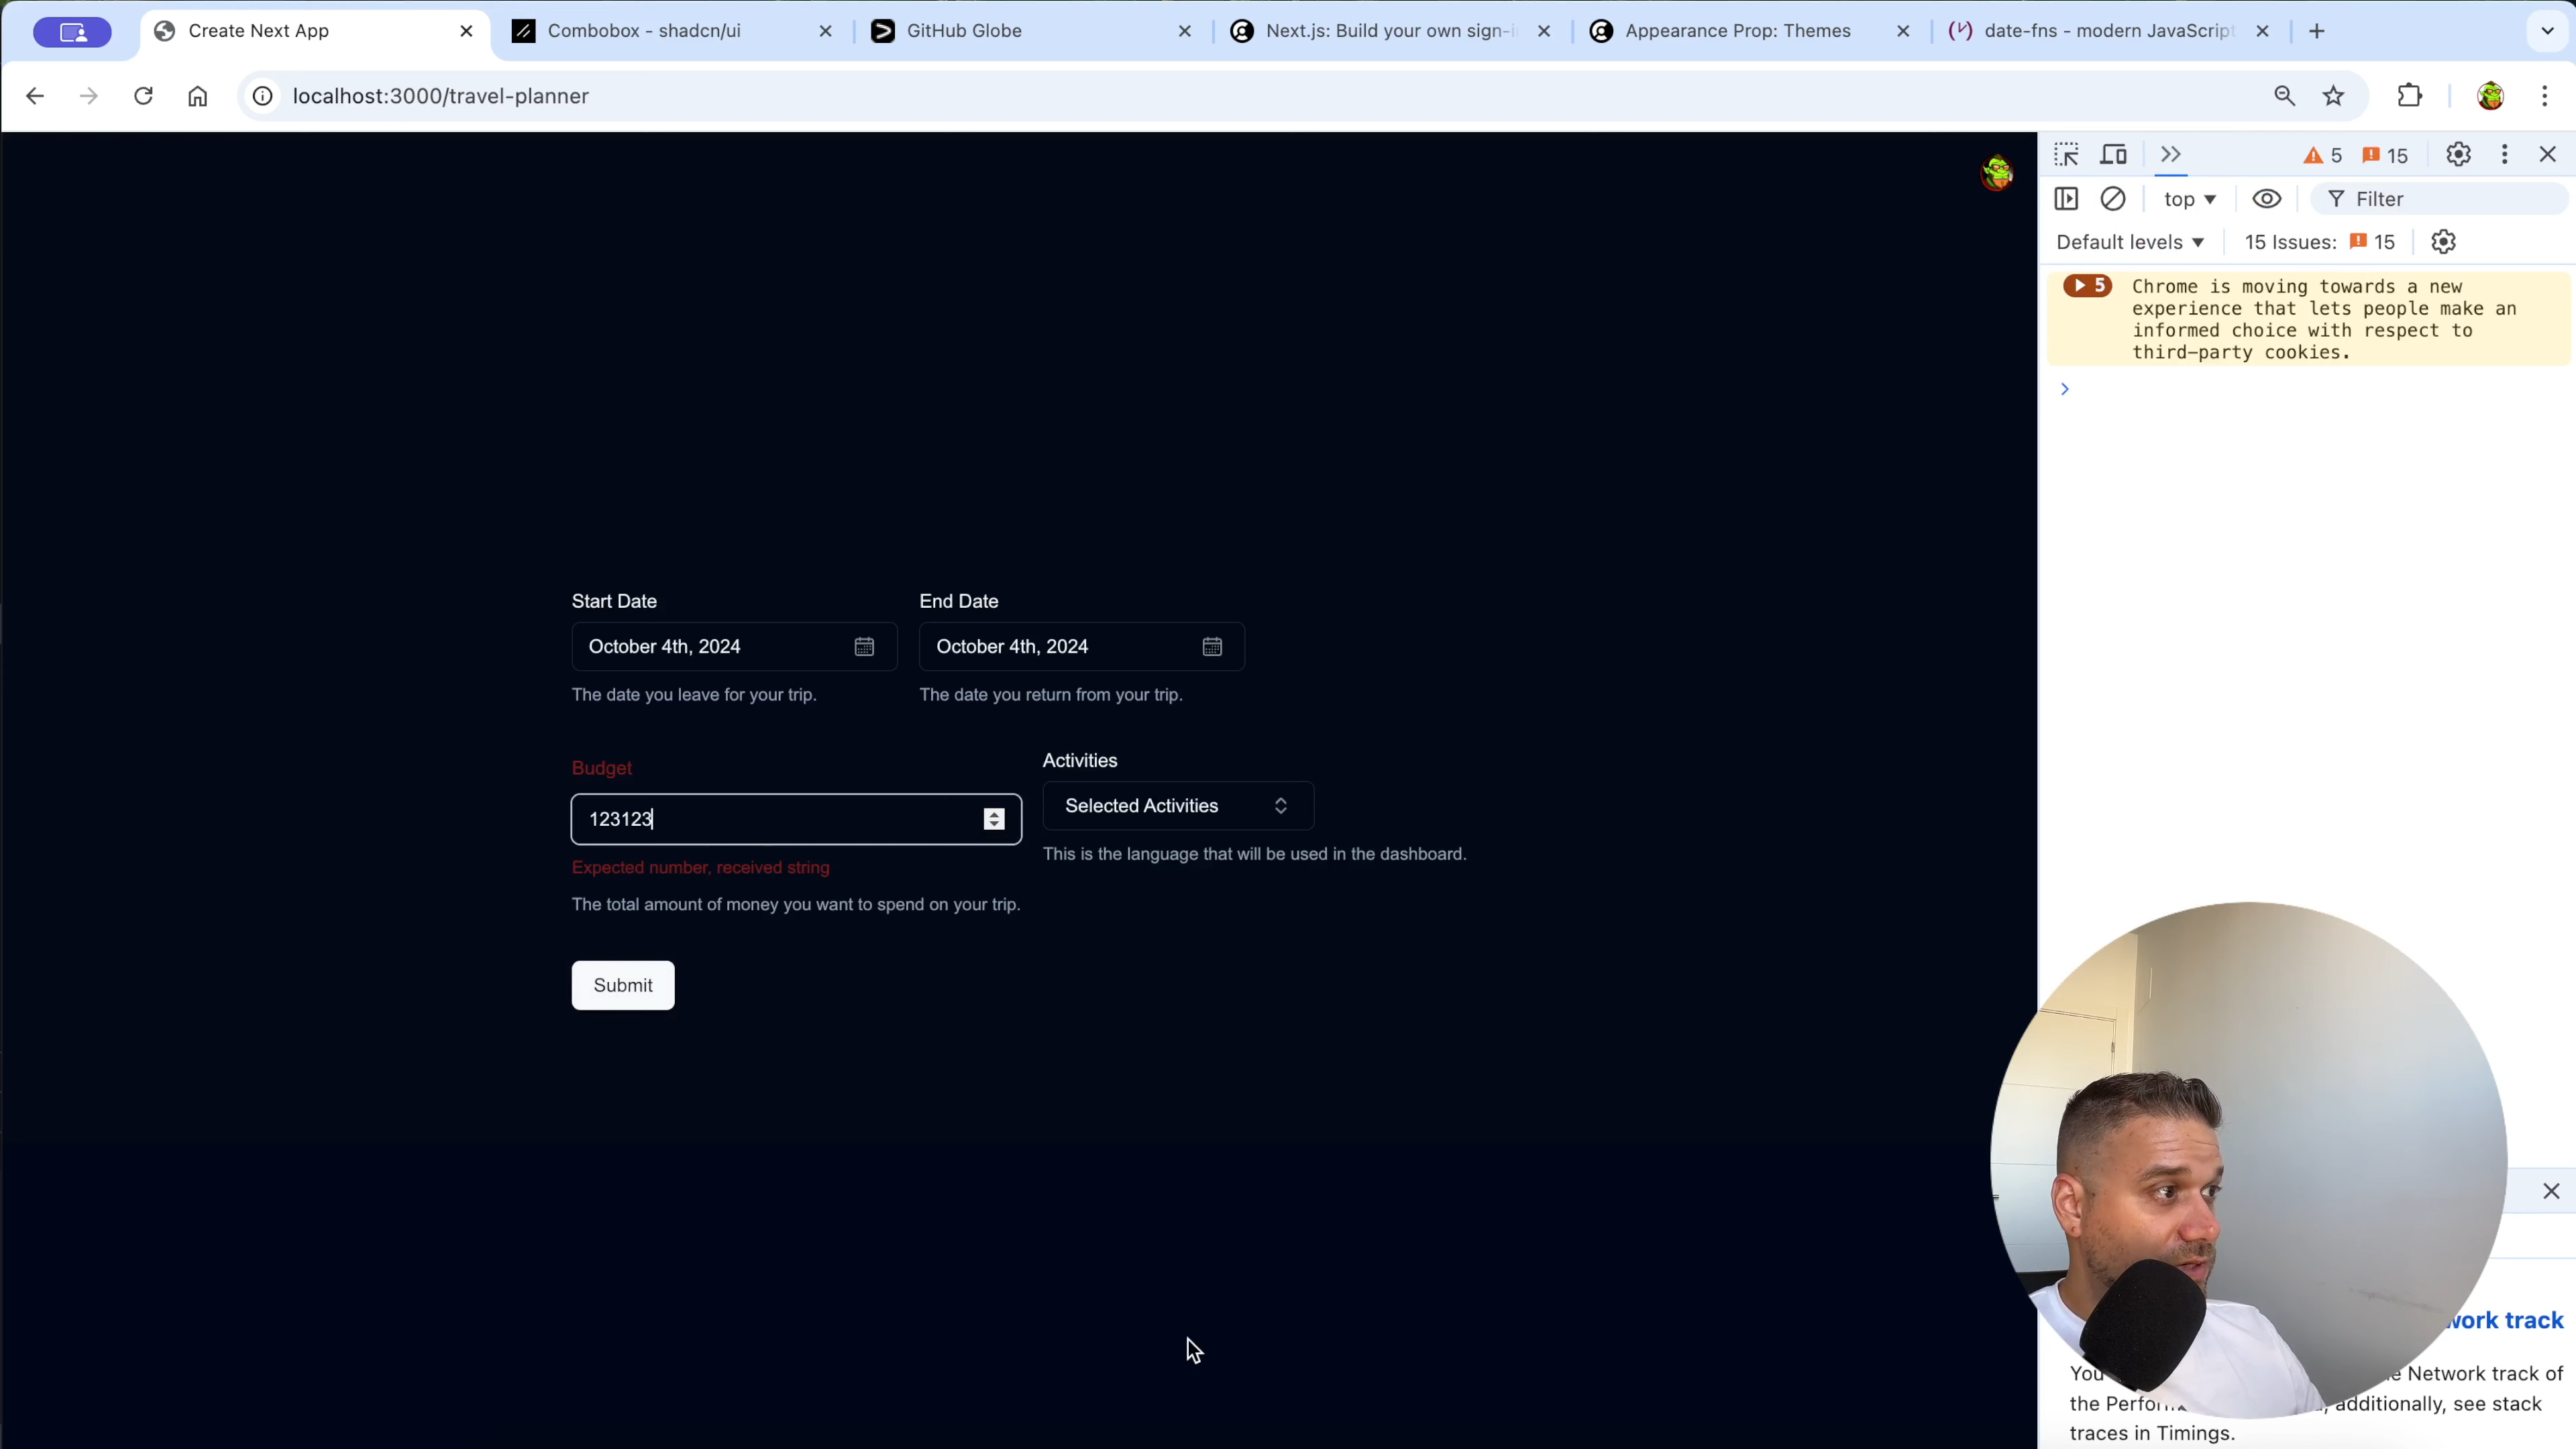 Create Next App
Combobox - shadcn/ui
GitHub Globe
Next.js: Build your own sign-i
Appearance Prop: Themes
date-fns - modern JavaScript
localhost:3000/travel-planner
5
15
top
Filter
Default levels
15 Issues:
15
5
Chrome is moving towards a new
experience that lets people make an
informed choice with respect to
third-party cookies.
Start Date
End Date
October 4th, 2024
October 4th, 2024
The date you leave for your trip.
The date you return from your trip.
Budget
Activities
123123
Selected Activities
Expected number, received string
This is the language that will be used in the dashboard.
The total amount of money you want to spend on your trip.
Submit
work track
You
Network track of
the
additionally, see stack
traces in Timings.